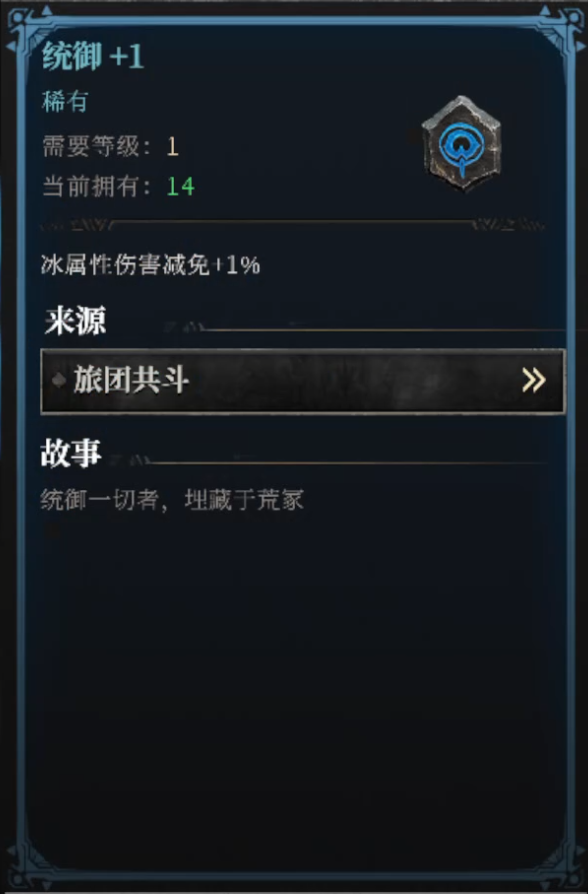 统御 +1
稀有
需要等级：1
当前拥有：14
冰属性伤害减免+1%
来源
旅团共斗
故事
统御一切者，埋藏于荒冢